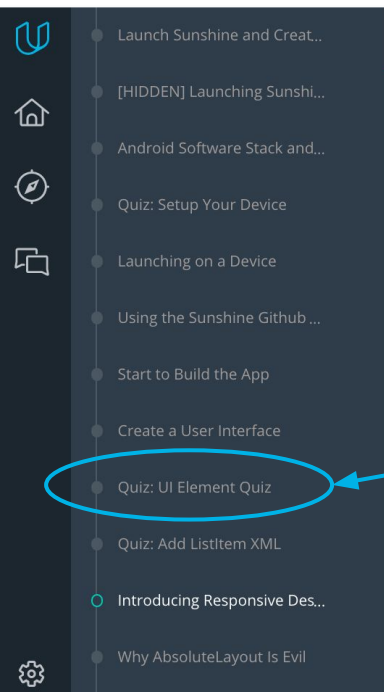 Launch Sunshine and Creat...
[HIDDEN] Launching Sunshi...
Android Software Stack and...
Quiz: Setup Your Device
Launching on a Device
Using the Sunshine Github ...
Start to Build the App
Create a User Interface
Quiz: UI Element Quiz
Quiz: Add ListItem XML
Introducing Responsive Des...
Why AbsoluteLayout Is Evil